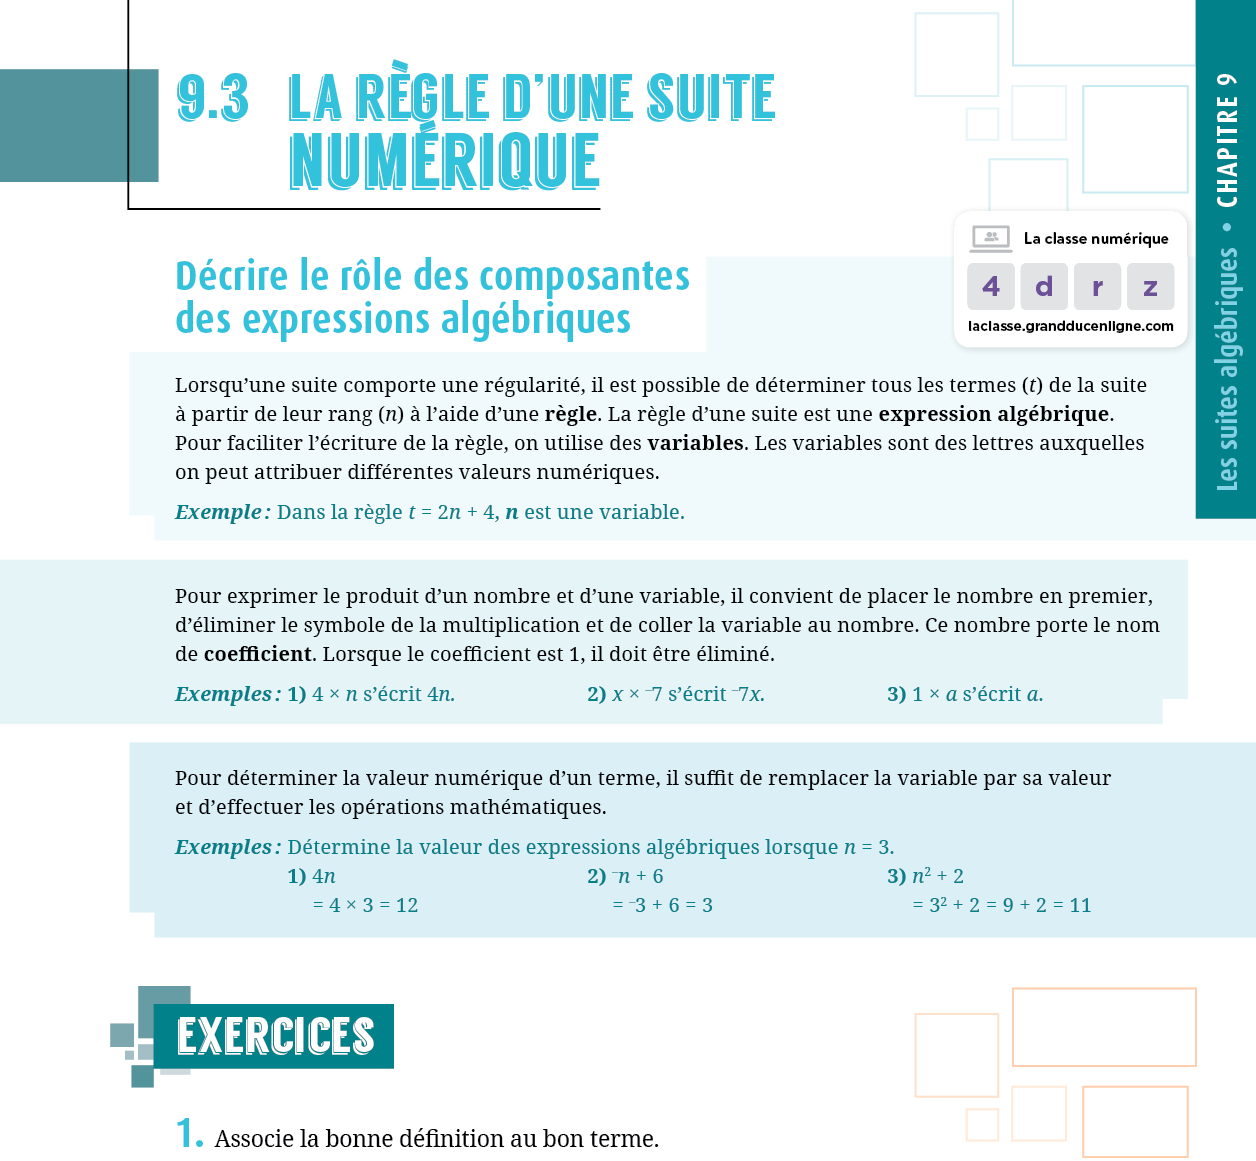 9.3 LA RÈGLE D'UNE SUITE
NUMÉRIQUE
CHAPITRE 9
Les suites algébriques •
La classe numérique
4 d r z
laclasse.grandducenligne.com
Décrire le rôle des composantes
des expressions algébriques
Lorsqu’une suite comporte une régularité, il est possible de déterminer tous les termes (t) de la suite
à partir de leur rang (n) à l’aide d’une règle. La règle d’une suite est une expression algébrique.
Pour faciliter l’écriture de la règle, on utilise des variables. Les variables sont des lettres auxquelles
on peut attribuer différentes valeurs numériques.
Exemple : Dans la règle t = 2n + 4, n est une variable.
Pour exprimer le produit d’un nombre et d’une variable, il convient de placer le nombre en premier,
d’éliminer le symbole de la multiplication et de coller la variable au nombre. Ce nombre porte le nom
de coefficient. Lorsque le coefficient est 1, il doit être éliminé.
Exemples : 1) 4 × n s’écrit 4n. 2) x × ⁻7 s’écrit ⁻7x. 3) 1 × a s’écrit a.
Pour déterminer la valeur numérique d’un terme, il suffit de remplacer la variable par sa valeur
et d’effectuer les opérations mathématiques.
Exemples : Détermine la valeur des expressions algébriques lorsque n = 3.
1) 4n 2) ⁻n + 6 3) n² + 2
= 4 × 3 = 12 = ⁻3 + 6 = 3 = 3² + 2 = 9 + 2 = 11
EXERCICES
1. Associe la bonne définition au bon terme.